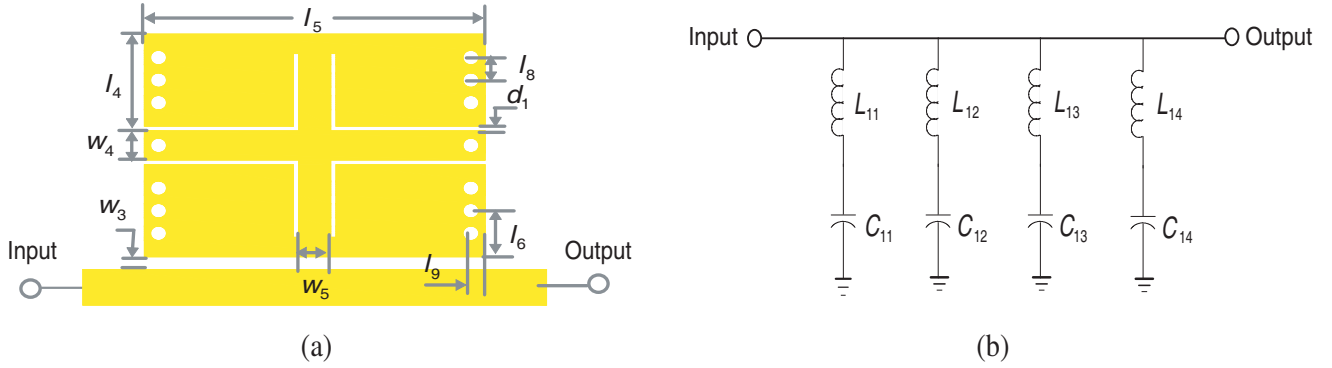 l5
l4
l8
d1
w4
w3
l6
l9
w5
Input
Output
(a)
Input
Output
L11
L12
L13
L14
C11
C12
C13
C14
(b)